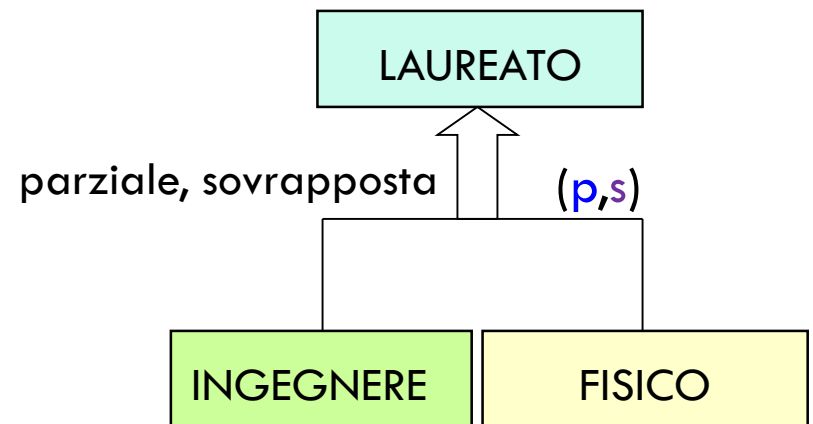 LAUREATO
parziale, sovrapposta (p,s)
INGEGNERE
FISICO